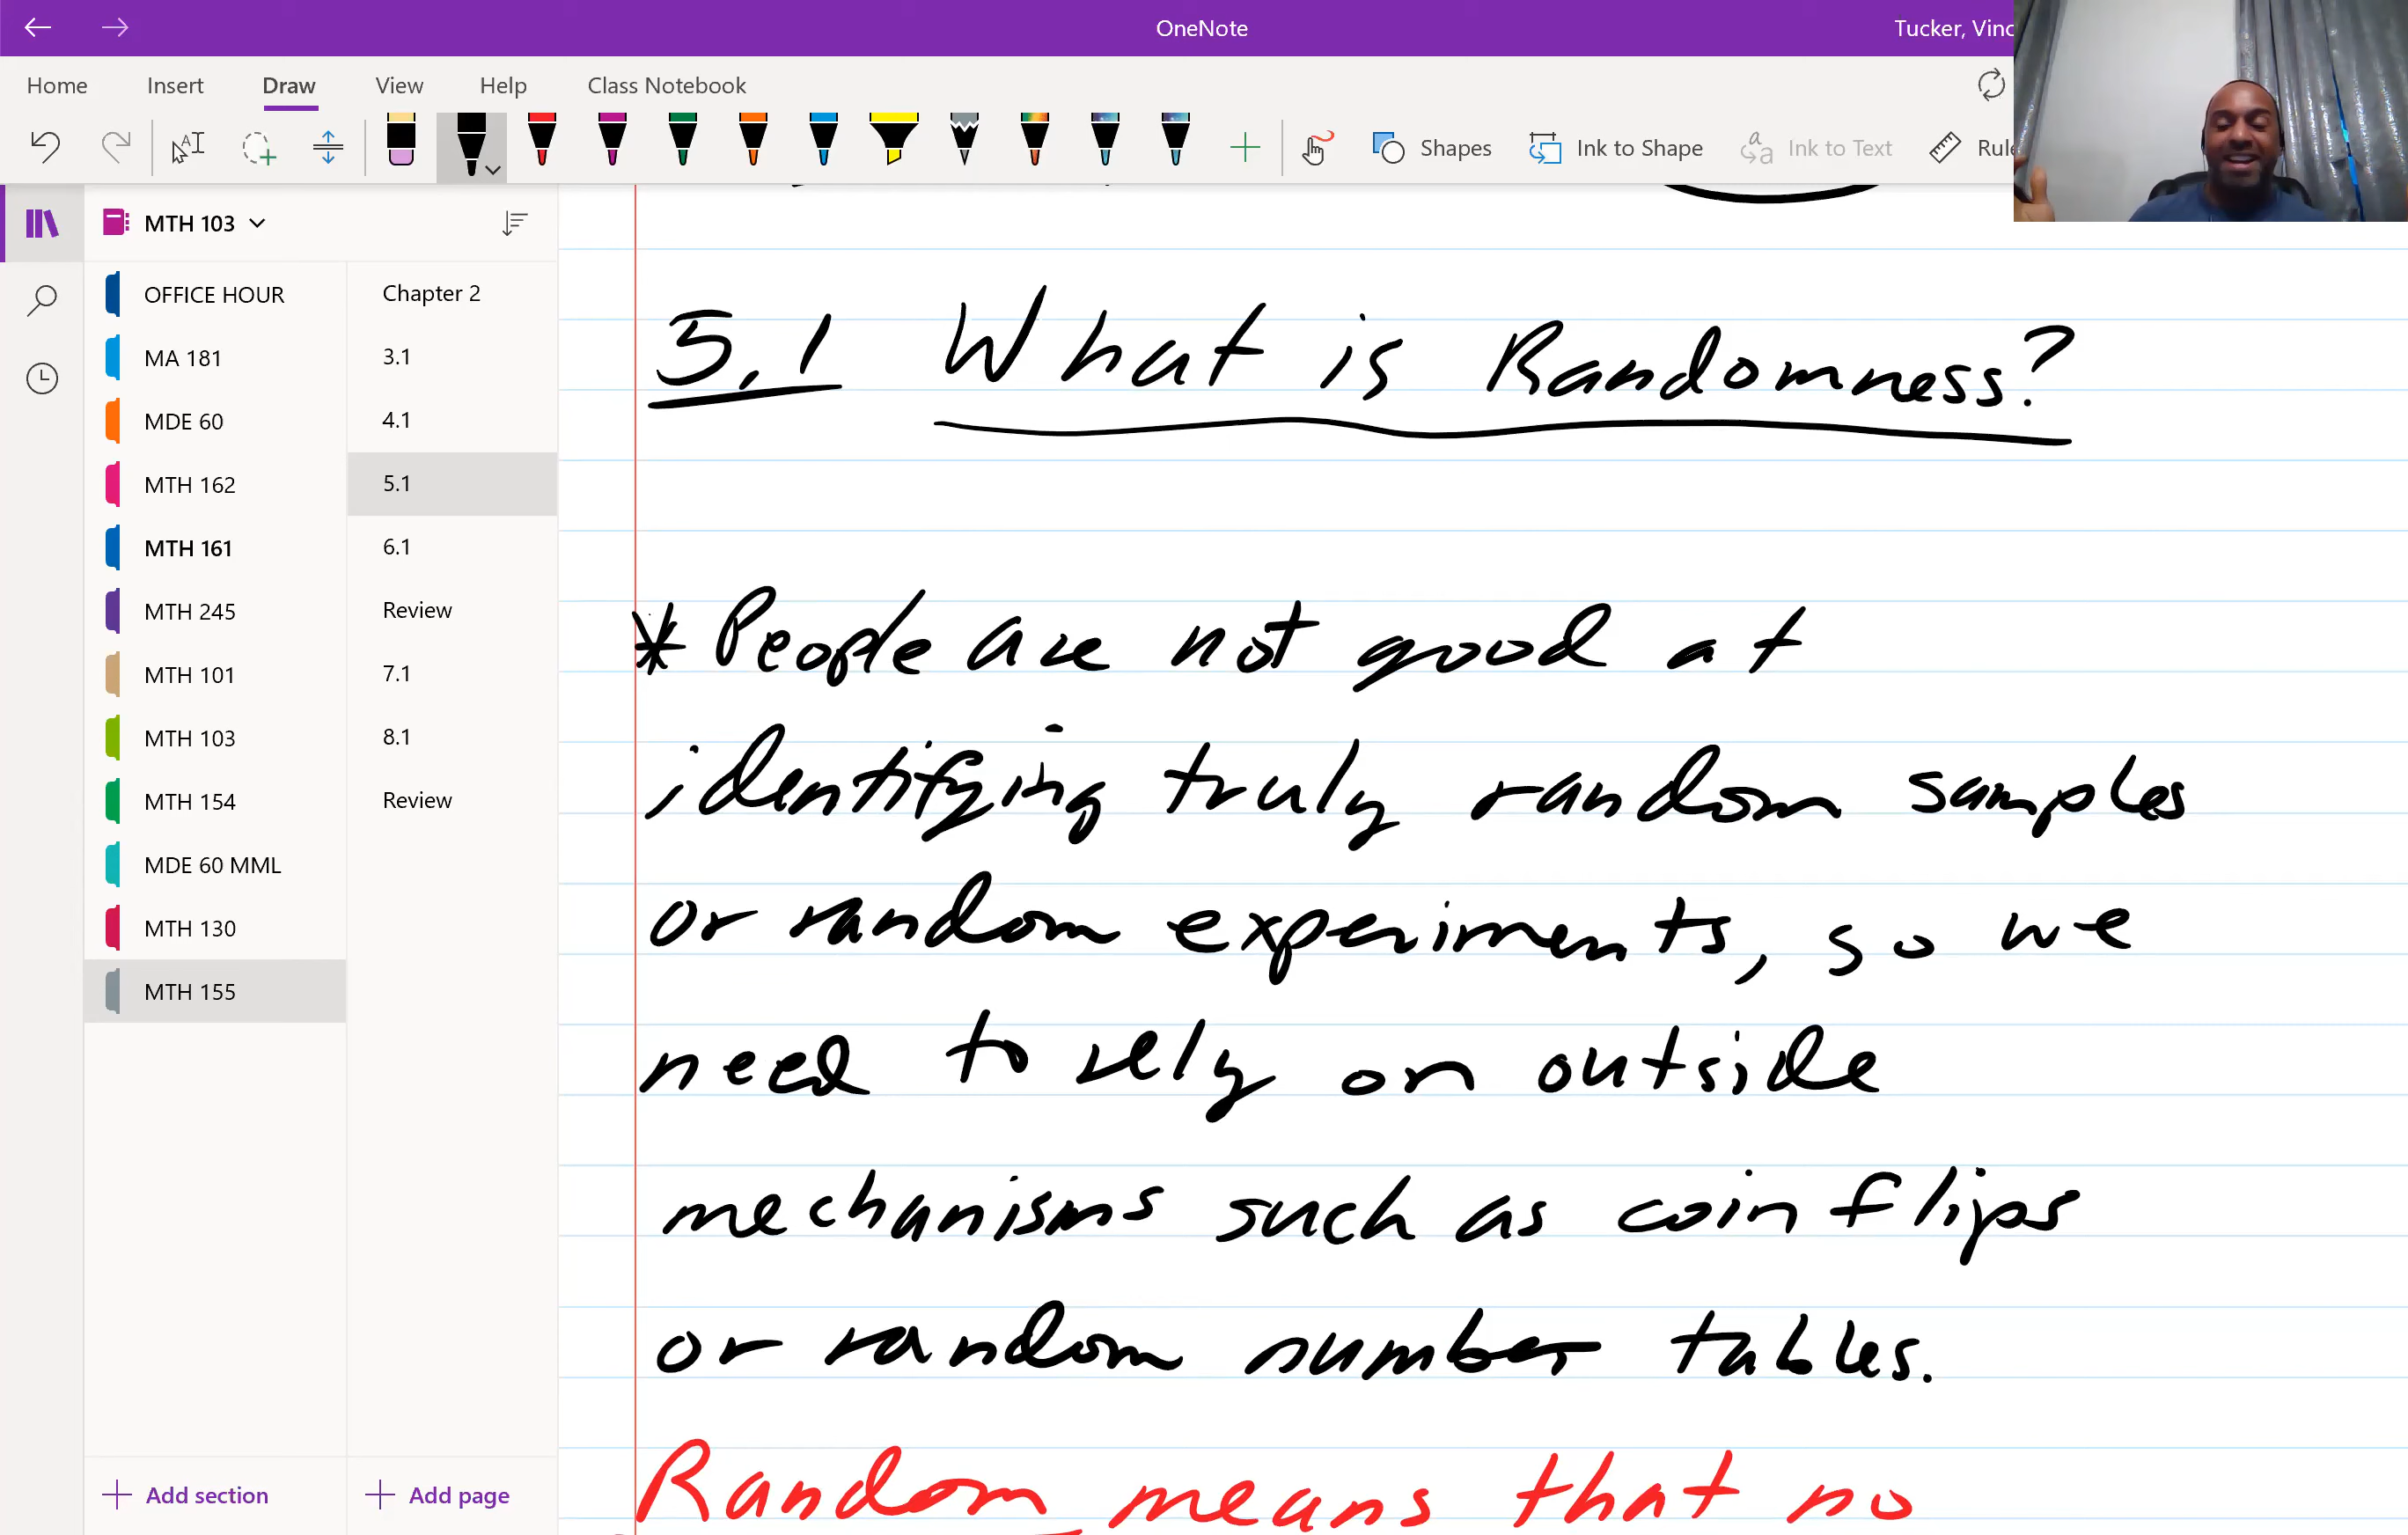 OneNote
Tucker, Vinc
Home Insert Draw View Help Class Notebook
Shapes Ink to Shape Ink to Text Rule
MTH 103
OFFICE HOUR
MA 181
MDE 60
MTH 162
MTH 161
MTH 245
MTH 101
MTH 103
MTH 154
MDE 60 MML
MTH 130
MTH 155
Add section
Chapter 2
3.1
4.1
5.1
6.1
Review
7.1
8.1
Review
Add page
5.1 What is Randomness?
* People are not good at
identifying truly random samples
or random experiments, so we
need to rely on outside
mechanisms such as coin flips
or random number tables.
Random means that no